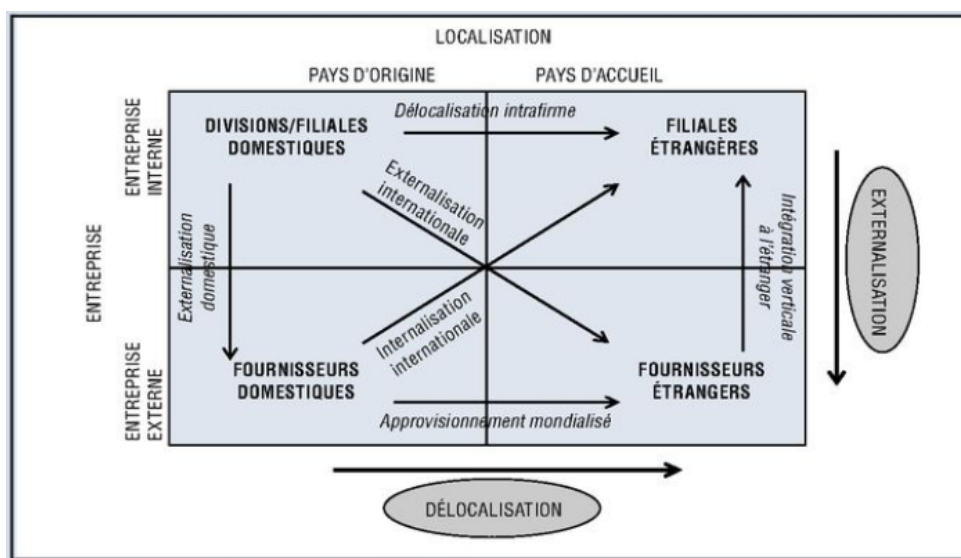 LOCALISATION
PAYS D'ORIGINE
PAYS D'ACCUEIL
ENTREPRISE
ENTREPRISE
INTERNE
ENTREPRISE
EXTERNE
DIVISIONS/FILIALES
DOMESTIQUES
Délocalisation intrafirme
FILIALES
ÉTRANGÈRES
Externalisation
internationale
Externalisation
domestique
Internalisation
internationale
Intégration verticale
à l'étranger
EXTERNALISATION
FOURNISSEURS
DOMESTIQUES
FOURNISSEURS
ÉTRANGERS
Approvisionnement mondialisé
DÉLOCALISATION